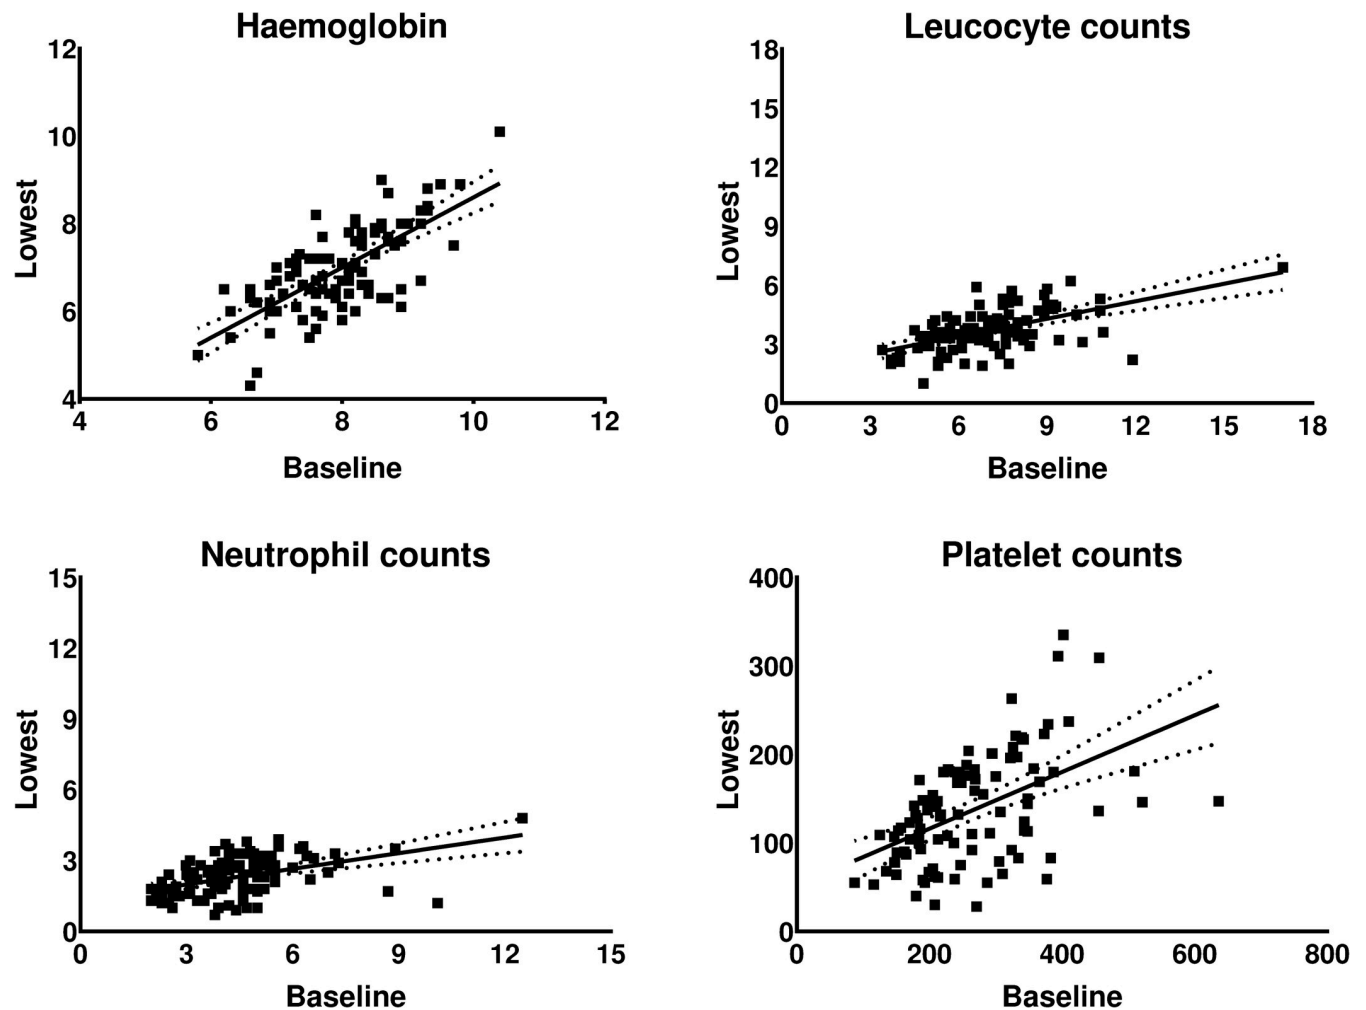 Haemoglobin
12
10
8
6
4
Lowest
4 6 8 10 12
Baseline
Leucocyte counts
18
15
12
9
6
3
0
Lowest
0 3 6 9 12 15 18
Baseline
Neutrophil counts
15
12
9
6
3
0
Lowest
0 3 6 9 12 15
Baseline
Platelet counts
400
300
200
100
0
Lowest
0 200 400 600 800
Baseline